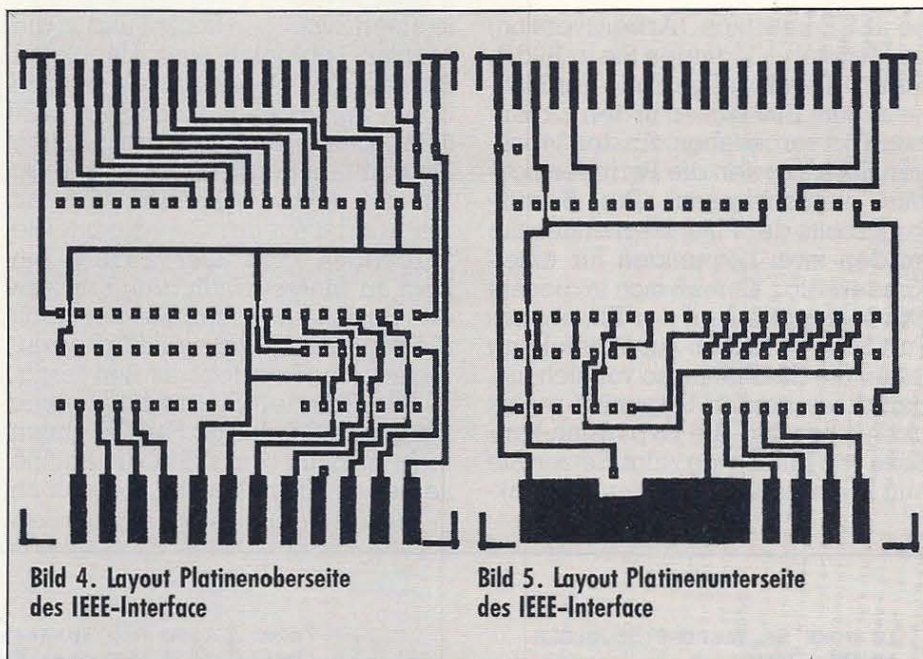 Bild 4. Layout Platinenoberseite
des IEEE-Interface
Bild 5. Layout Platinenunterseite
des IEEE-Interface